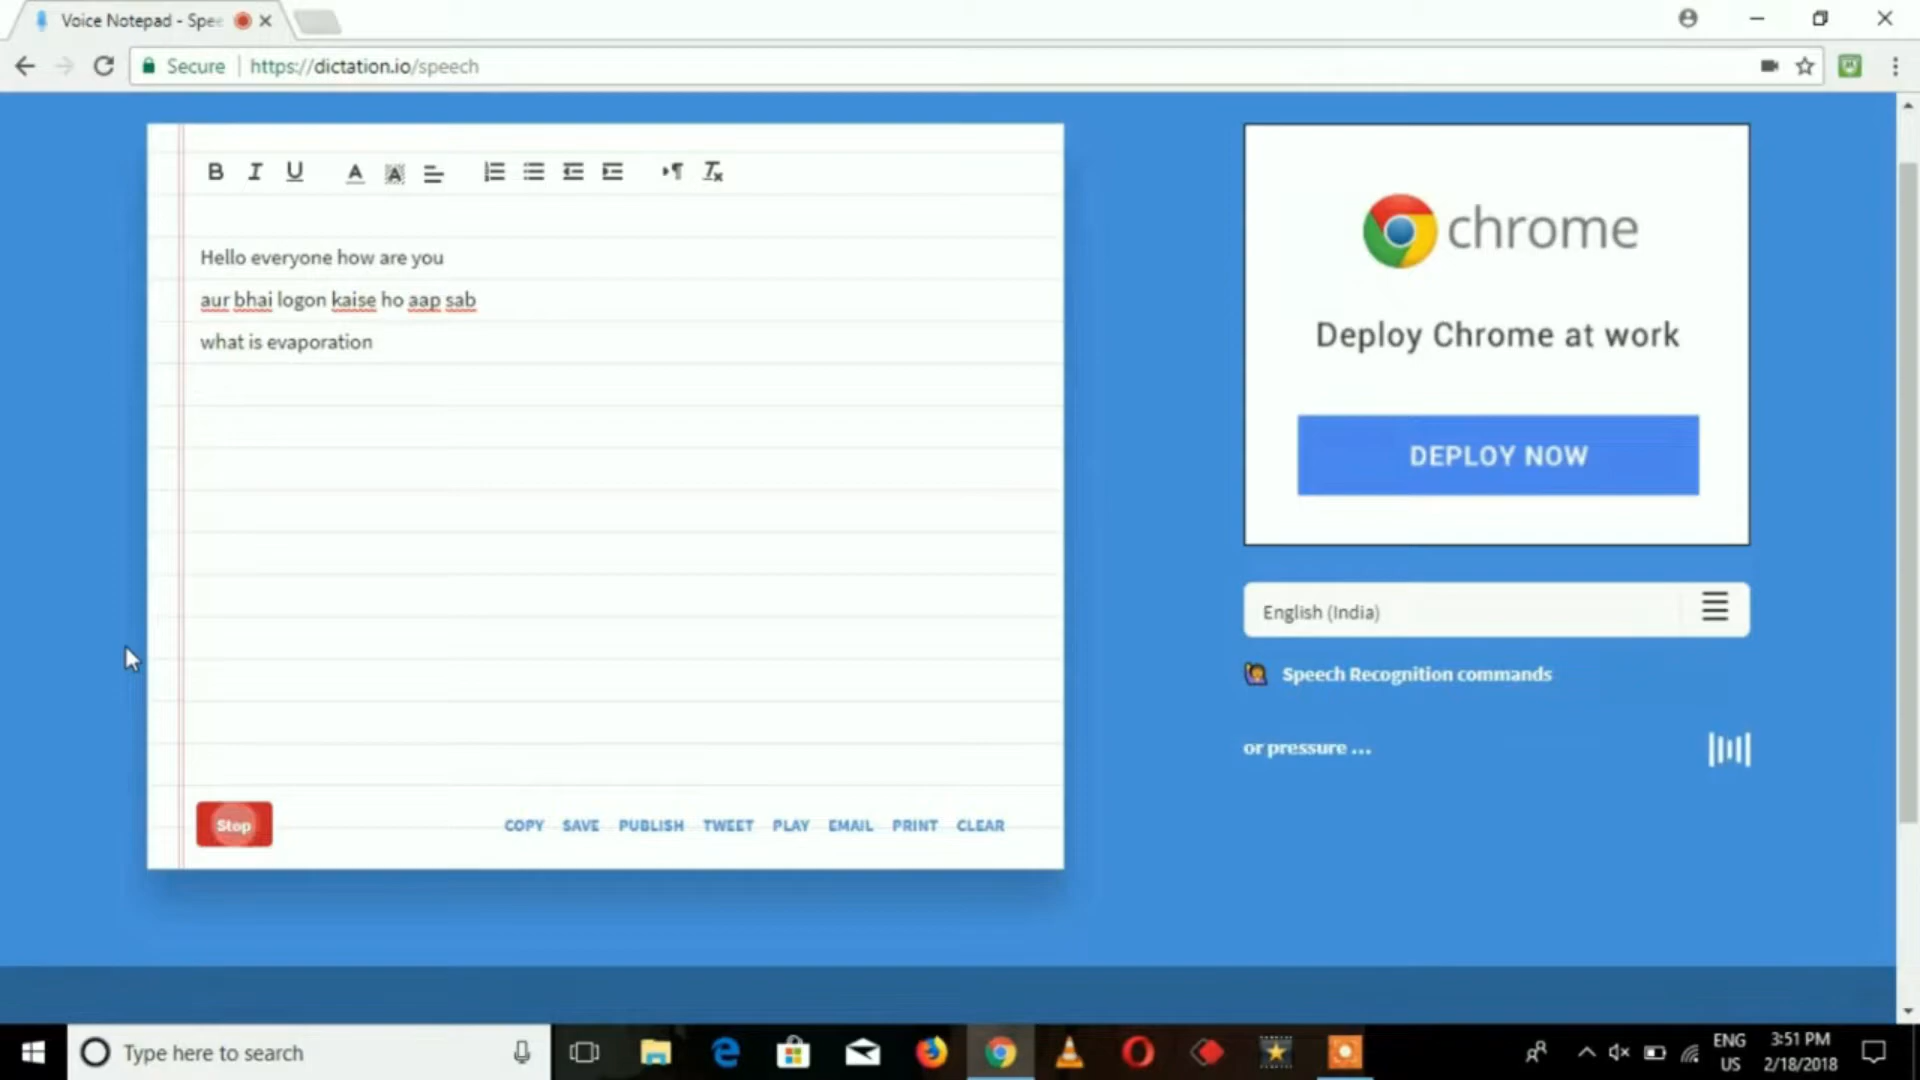 Voice Notepad - Spee
Secure | https://dictation.io/speech
B I U A A
Hello everyone how are you
aur bhai logon kaise ho aap sab
what is evaporation
Stop
COPY SAVE PUBLISH TWEET PLAY EMAIL PRINT CLEAR
chrome
Deploy Chrome at work
DEPLOY NOW
English (India)
Speech Recognition commands
or pressure ...
Type here to search
ENG
US
3:51 PM
2/18/2018